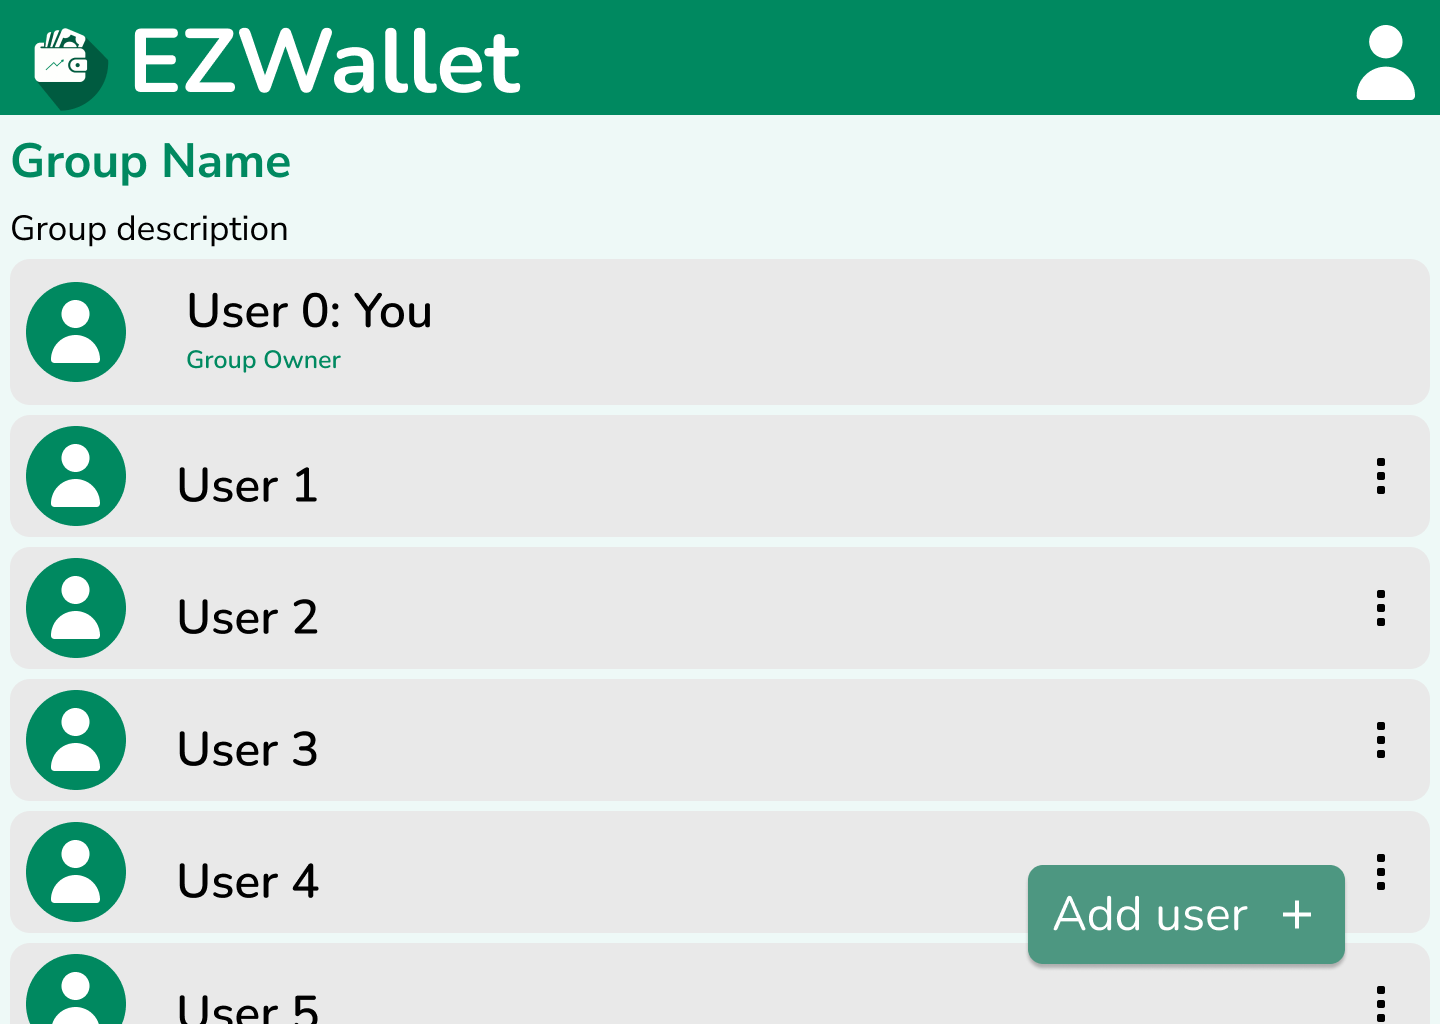 EZWallet
Group Name
Group description
User 0: You
Group Owner
User 1
User 2
User 3
User 4
Add user +
User 5